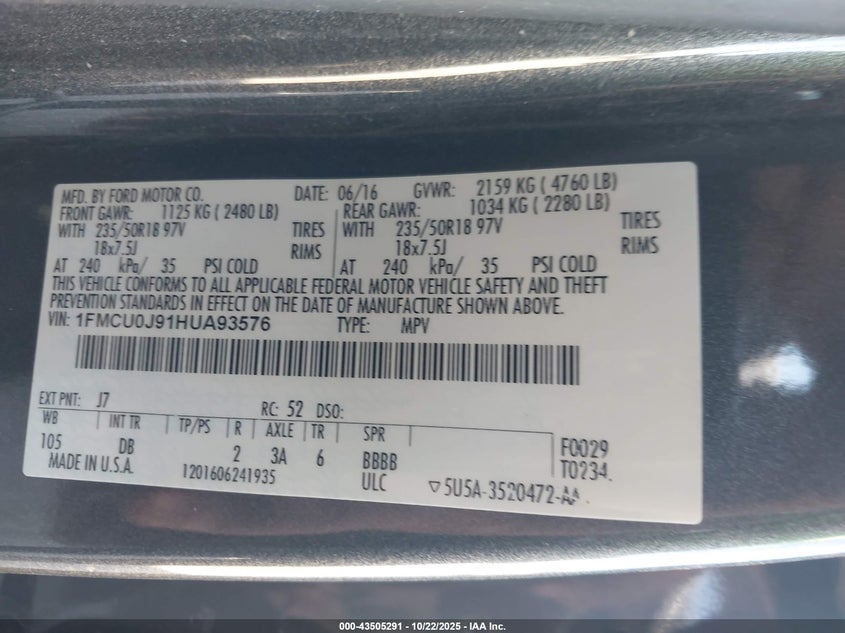 MFD. BY FORD MOTOR CO. DATE: 06/16 GVWR: 2159 KG ( 4760 LB)
FRONT GAWR: 1125 KG ( 2480 LB) REAR GAWR: 1034 KG ( 2280 LB)
WITH 235/50R18 97V TIRES WITH 235/50R18 97V TIRES
18x7.5J RIMS 18x7.5J RIMS
AT 240 kPa/ 35 PSI COLD AT 240 kPa/ 35 PSI COLD
THIS VEHICLE CONFORMS TO ALL APPLICABLE FEDERAL MOTOR VEHICLE SAFETY AND THEFT
PREVENTION STANDARDS IN EFFECT ON THE DATE OF MANUFACTURE SHOWN ABOVE.
VIN: 1FMCU0J91HUA93576 TYPE: MPV
EXT PNT: J7 RC: 52 DSO:
WB INT TR TP/PS R AXLE TR SPR
105 DB 2 3A 6 BBBB F0029
MADE IN U.S.A. 1201606241935 ULC T0234.
▽5U5A-3520472-AA.
000-43505291 - 10/22/2025 - IAA Inc.